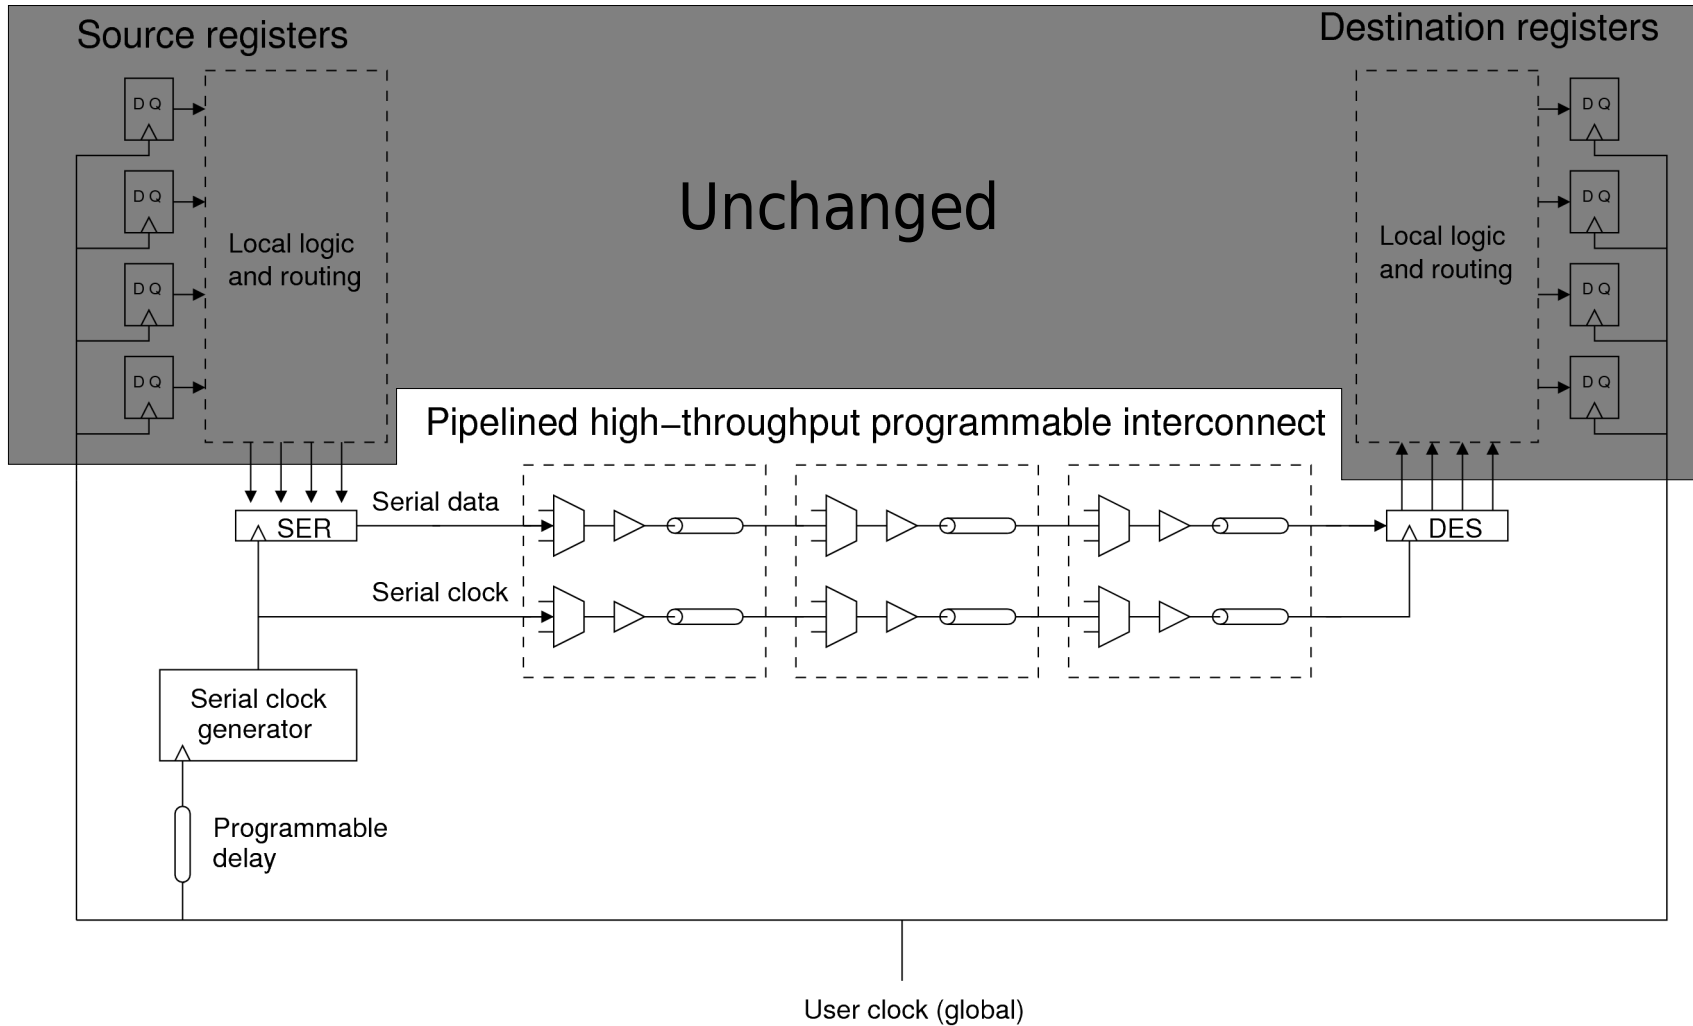 Source registers
Destination registers
D Q
D Q
D Q
D Q
Local logic
and routing
Unchanged
Local logic
and routing
D Q
D Q
D Q
D Q
Pipelined high−throughput programmable interconnect
Serial data
SER
DES
Serial clock
Serial clock
generator
Programmable
delay
User clock (global)